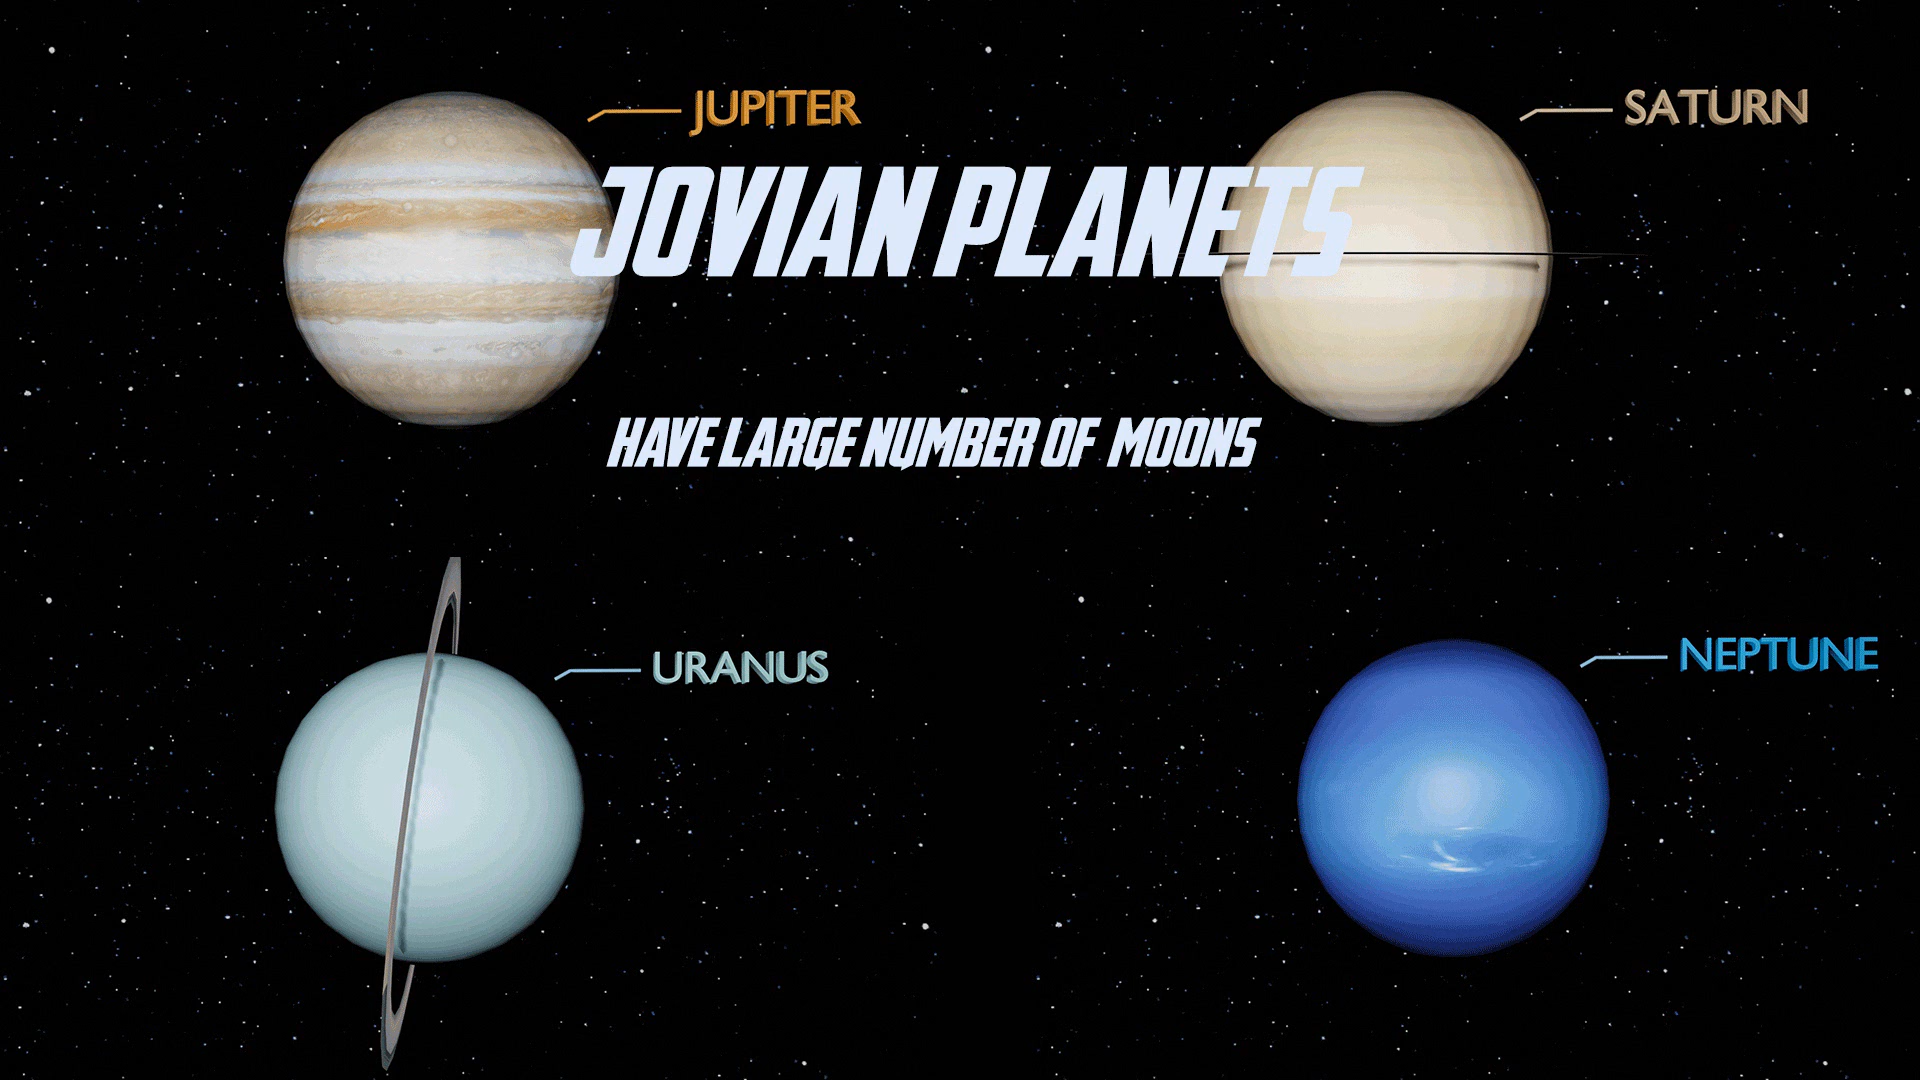 JUPITER
SATURN
JOVIAN PLANETS
HAVE LARGE NUMBER OF MOONS
URANUS
NEPTUNE